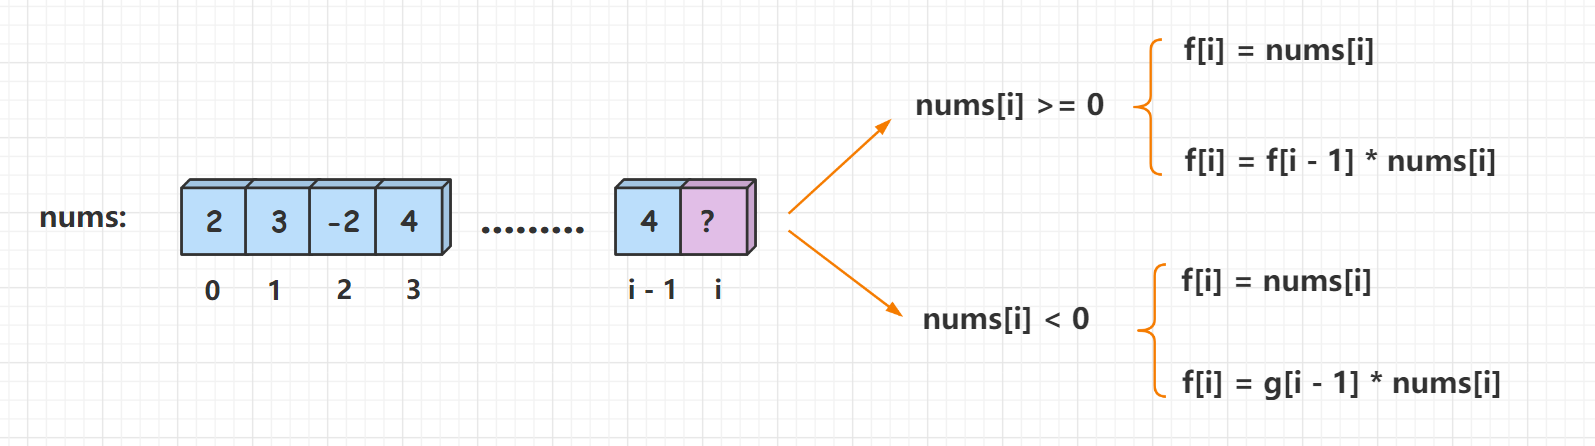 nums:
2 3 -2 4 ......... 4 ?
0 1 2 3 i - 1 i
nums[i] >= 0
f[i] = nums[i]
f[i] = f[i - 1] * nums[i]
nums[i] < 0
f[i] = nums[i]
f[i] = g[i - 1] * nums[i]